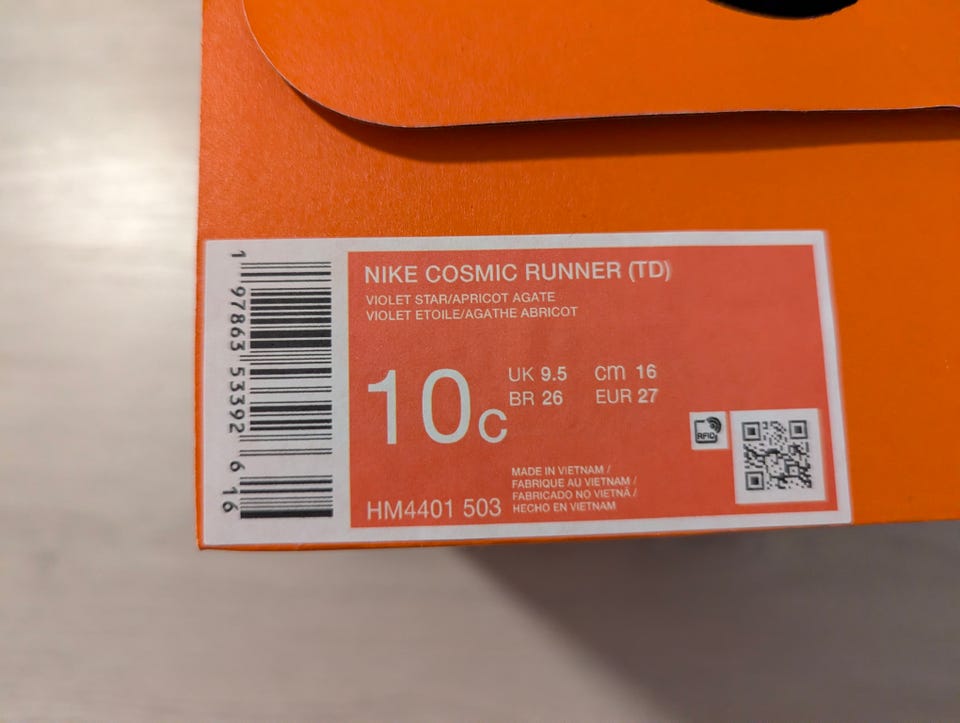 NIKE COSMIC RUNNER (TD)
VIOLET STAR/APRICOT AGATE
VIOLET ETOILE/AGATHE ABRICOT
10C
UK 9.5 cm 16
BR 26 EUR 27
RFID
MADE IN VIETNAM /
FABRIQUE AU VIETNAM /
FABRICADO NO VIETNÃ /
HECHO EN VIETNAM
HM4401 503
1 97863 53392 6 16